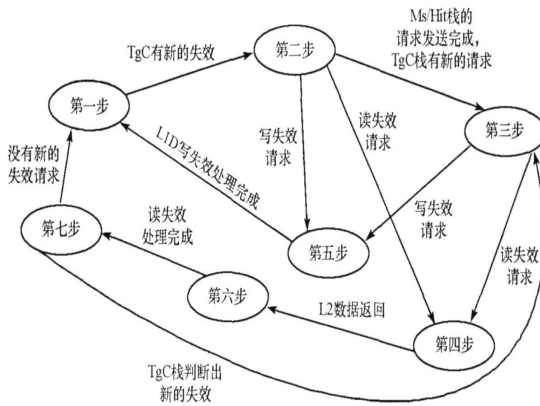 Ms/Hit栈的
请求发送完成,
TgC栈有新的请求
TgC有新的失效
第二步
第一步
第三步
写失效
请求
读失效
请求
L1D写失效处理完成
没有新的
失效请求
读失效
处理完成
写失效
请求
读失效
请求
第七步
第五步
第六步
L2数据返回
第四步
TgC栈判断出
新的失效